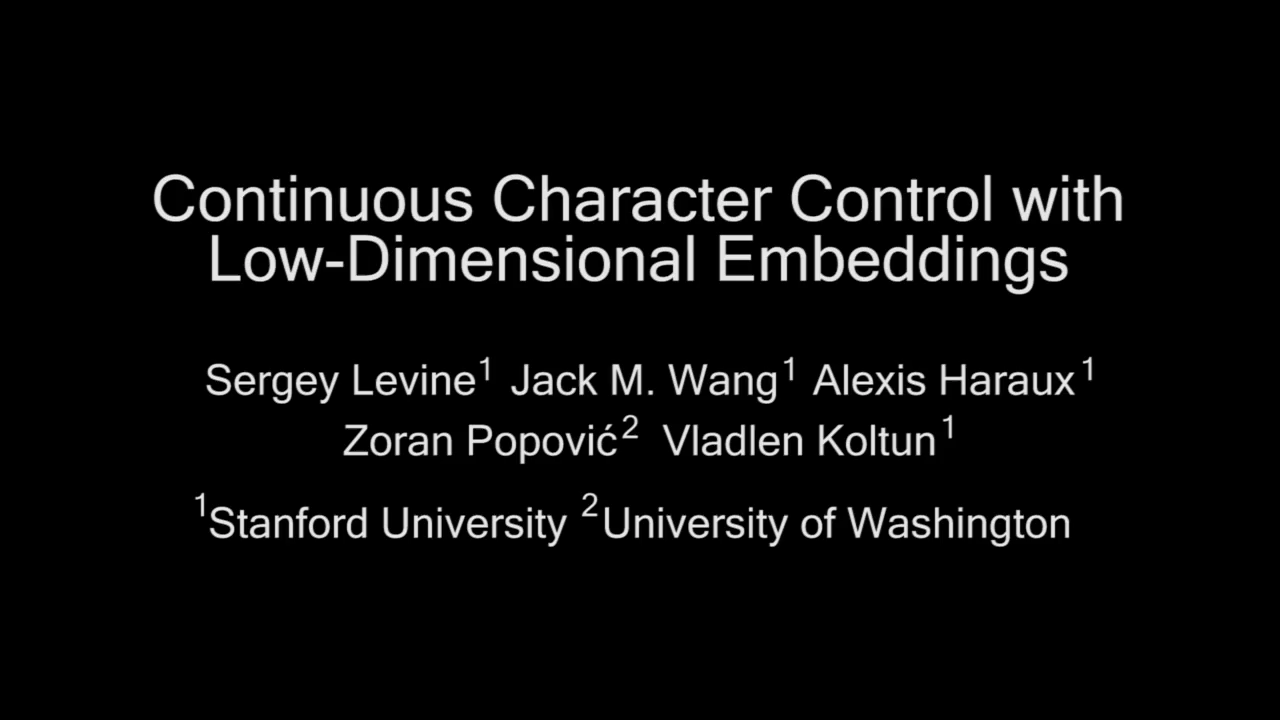 Continuous Character Control with
Low-Dimensional Embeddings
Sergey Levine¹ Jack M. Wang¹ Alexis Haraux¹
Zoran Popović² Vladlen Koltun¹
¹Stanford University ²University of Washington